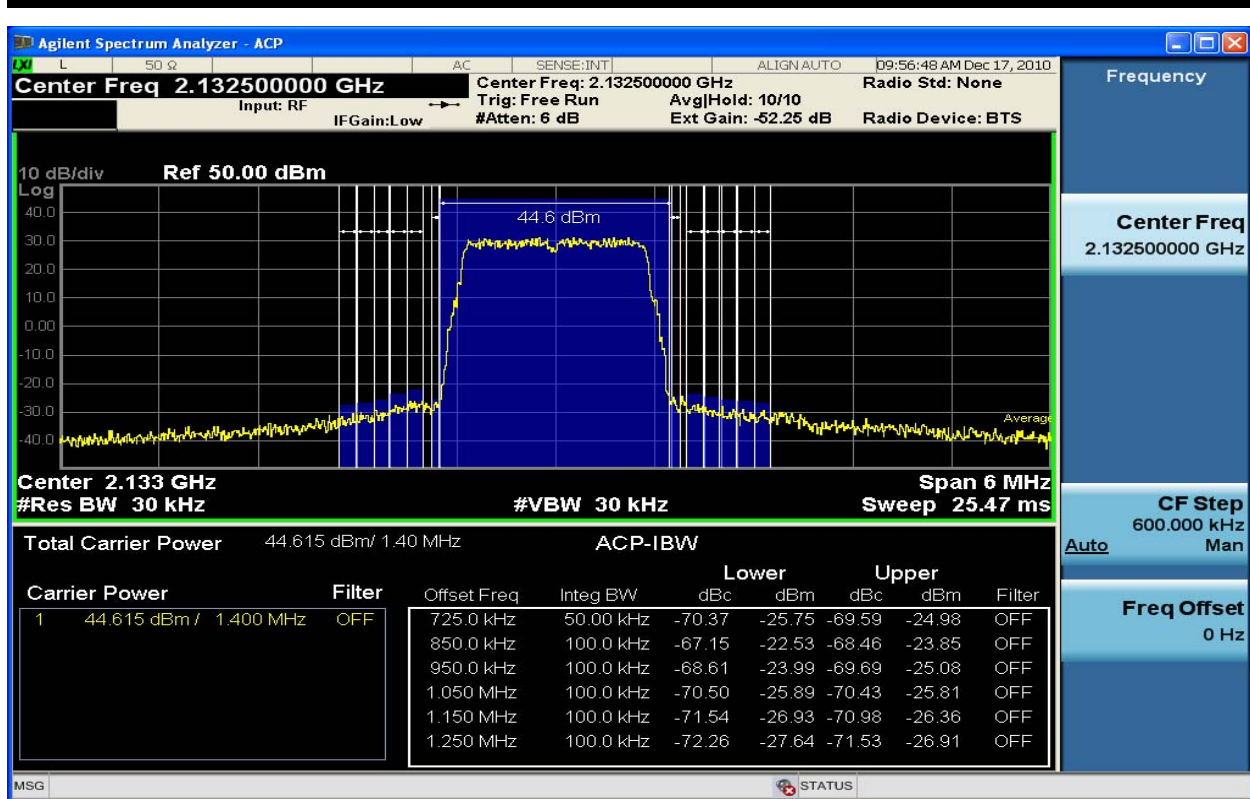 Agilent Spectrum Analyzer - ACP
LXI L 50 Ω AC SENSE:INT ALIGN AUTO 09:56:48 AM Dec 17, 2010
Center Freq 2.132500000 GHz
Input: RF
IFGain:Low
Center Freq: 2.132500000 GHz
Trig: Free Run
#Atten: 6 dB
Avg|Hold: 10/10
Ext Gain: -52.25 dB
Radio Std: None
Radio Device: BTS
10 dB/div Ref 50.00 dBm
Log
40.0
30.0
20.0
10.0
0.00
-10.0
-20.0
-30.0
-40.0
44.6 dBm
Average
Center 2.133 GHz Span 6 MHz
#Res BW 30 kHz #VBW 30 kHz Sweep 25.47 ms
Total Carrier Power 44.615 dBm/ 1.40 MHz ACP-IBW
Lower Upper
Carrier Power Filter
1 44.615 dBm / 1.400 MHz OFF
Offset Freq Integ BW dBc dBm dBc dBm Filter
725.0 kHz 50.00 kHz -70.37 -25.75 -69.59 -24.98 OFF
850.0 kHz 100.0 kHz -67.15 -22.53 -68.46 -23.85 OFF
950.0 kHz 100.0 kHz -68.61 -23.99 -69.69 -25.08 OFF
1.050 MHz 100.0 kHz -70.50 -25.89 -70.43 -25.81 OFF
1.150 MHz 100.0 kHz -71.54 -26.93 -70.98 -26.36 OFF
1.250 MHz 100.0 kHz -72.26 -27.64 -71.53 -26.91 OFF
Frequency
Center Freq
2.132500000 GHz
CF Step
600.000 kHz
Auto Man
Freq Offset
0 Hz
MSG STATUS